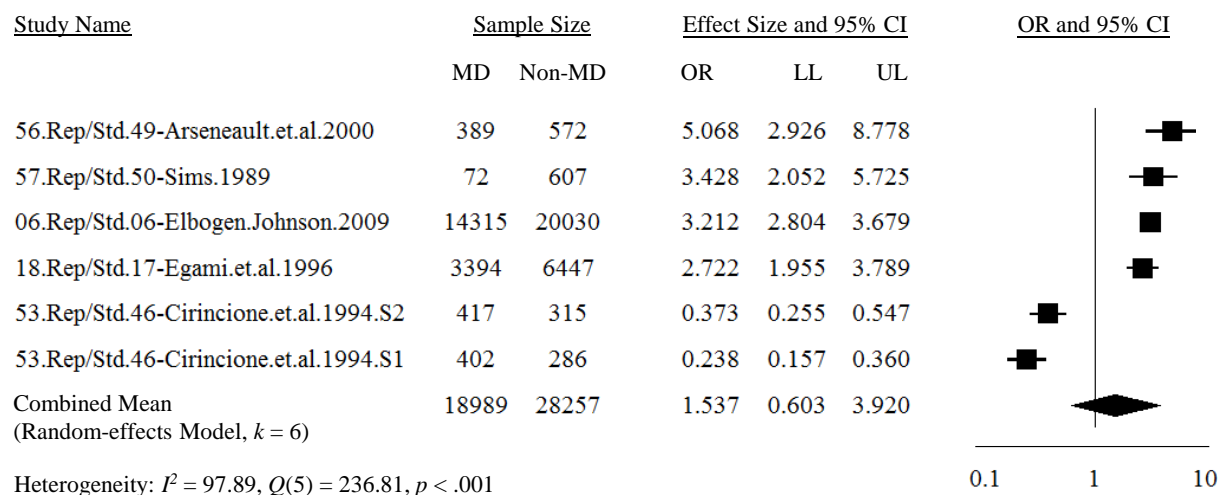 Study Name Sample Size Effect Size and 95% CI OR and 95% CI
MD Non-MD OR LL UL
56.Rep/Std.49-Arseneault.et.al.2000 389 572 5.068 2.926 8.778
57.Rep/Std.50-Sims.1989 72 607 3.428 2.052 5.725
06.Rep/Std.06-Elbogen.Johnson.2009 14315 20030 3.212 2.804 3.679
18.Rep/Std.17-Egami.et.al.1996 3394 6447 2.722 1.955 3.789
53.Rep/Std.46-Cirincione.et.al.1994.S2 417 315 0.373 0.255 0.547
53.Rep/Std.46-Cirincione.et.al.1994.S1 402 286 0.238 0.157 0.360
Combined Mean 18989 28257 1.537 0.603 3.920
(Random-effects Model, k = 6)
0.1 1 10
Heterogeneity: I² = 97.89, Q(5) = 236.81, p < .001